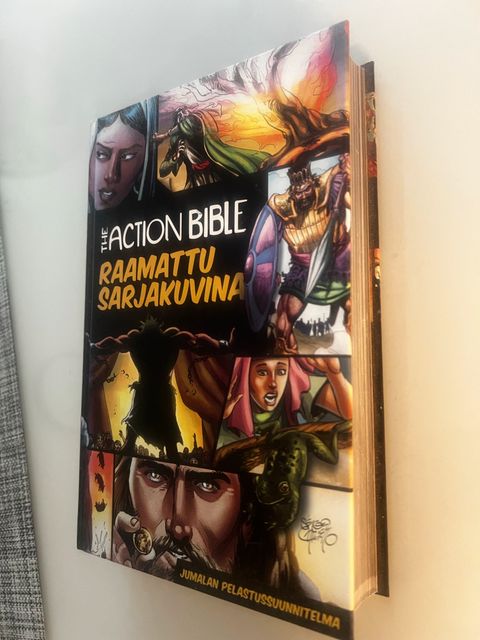 THE ACTION BIBLE
RAAMATTU
SARJAKUVINA
JUMALAN PELASTUSSUUNNITELMA